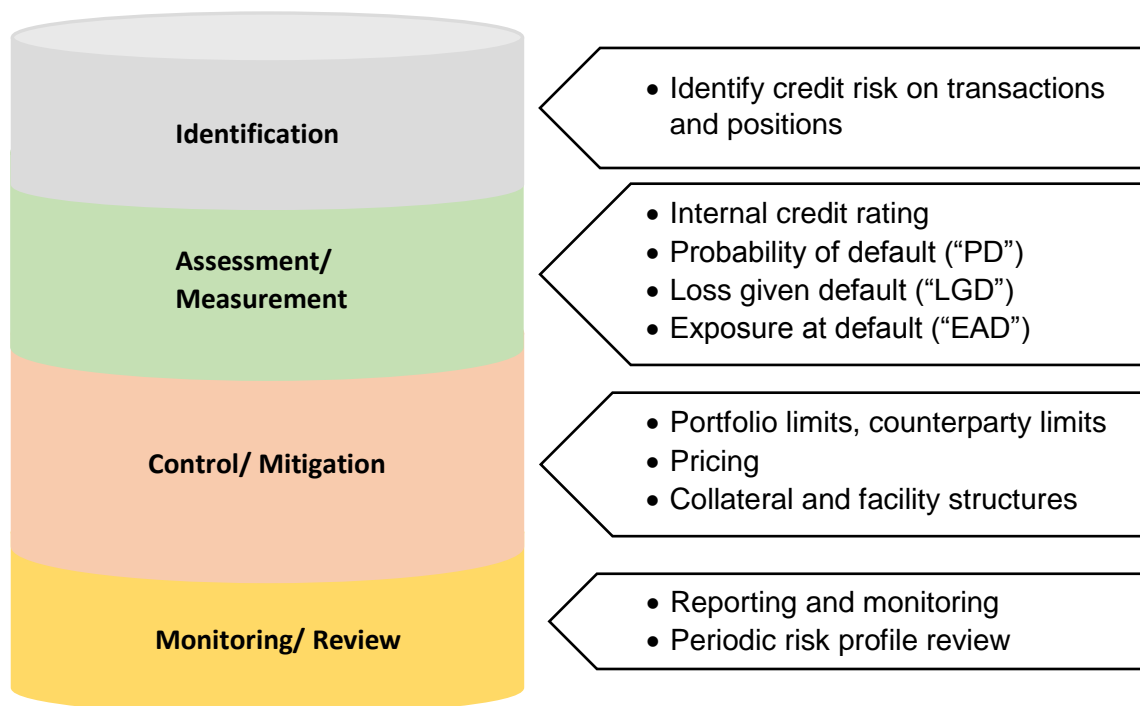 Identification
• Identify credit risk on transactions
and positions
Assessment/
Measurement
• Internal credit rating
• Probability of default (“PD”)
• Loss given default (“LGD”)
• Exposure at default (“EAD”)
Control/ Mitigation
• Portfolio limits, counterparty limits
• Pricing
• Collateral and facility structures
Monitoring/ Review
• Reporting and monitoring
• Periodic risk profile review